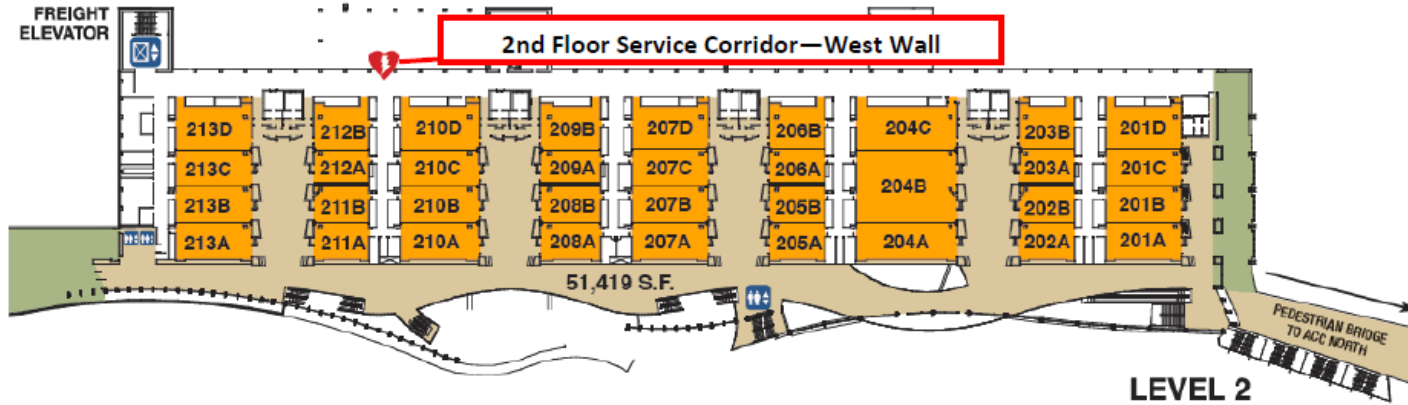 FREIGHT
ELEVATOR
2nd Floor Service Corridor—West Wall
213D 212B 210D 209B 207D 206B 204C 203B 201D
213C 212A 210C 209A 207C 206A 204B 203A 201C
213B 211B 210B 208B 207B 205B 202B 201B
213A 211A 210A 208A 207A 205A 204A 202A 201A
51,419 S.F.
PEDESTRIAN BRIDGE
TO ACC NORTH
LEVEL 2